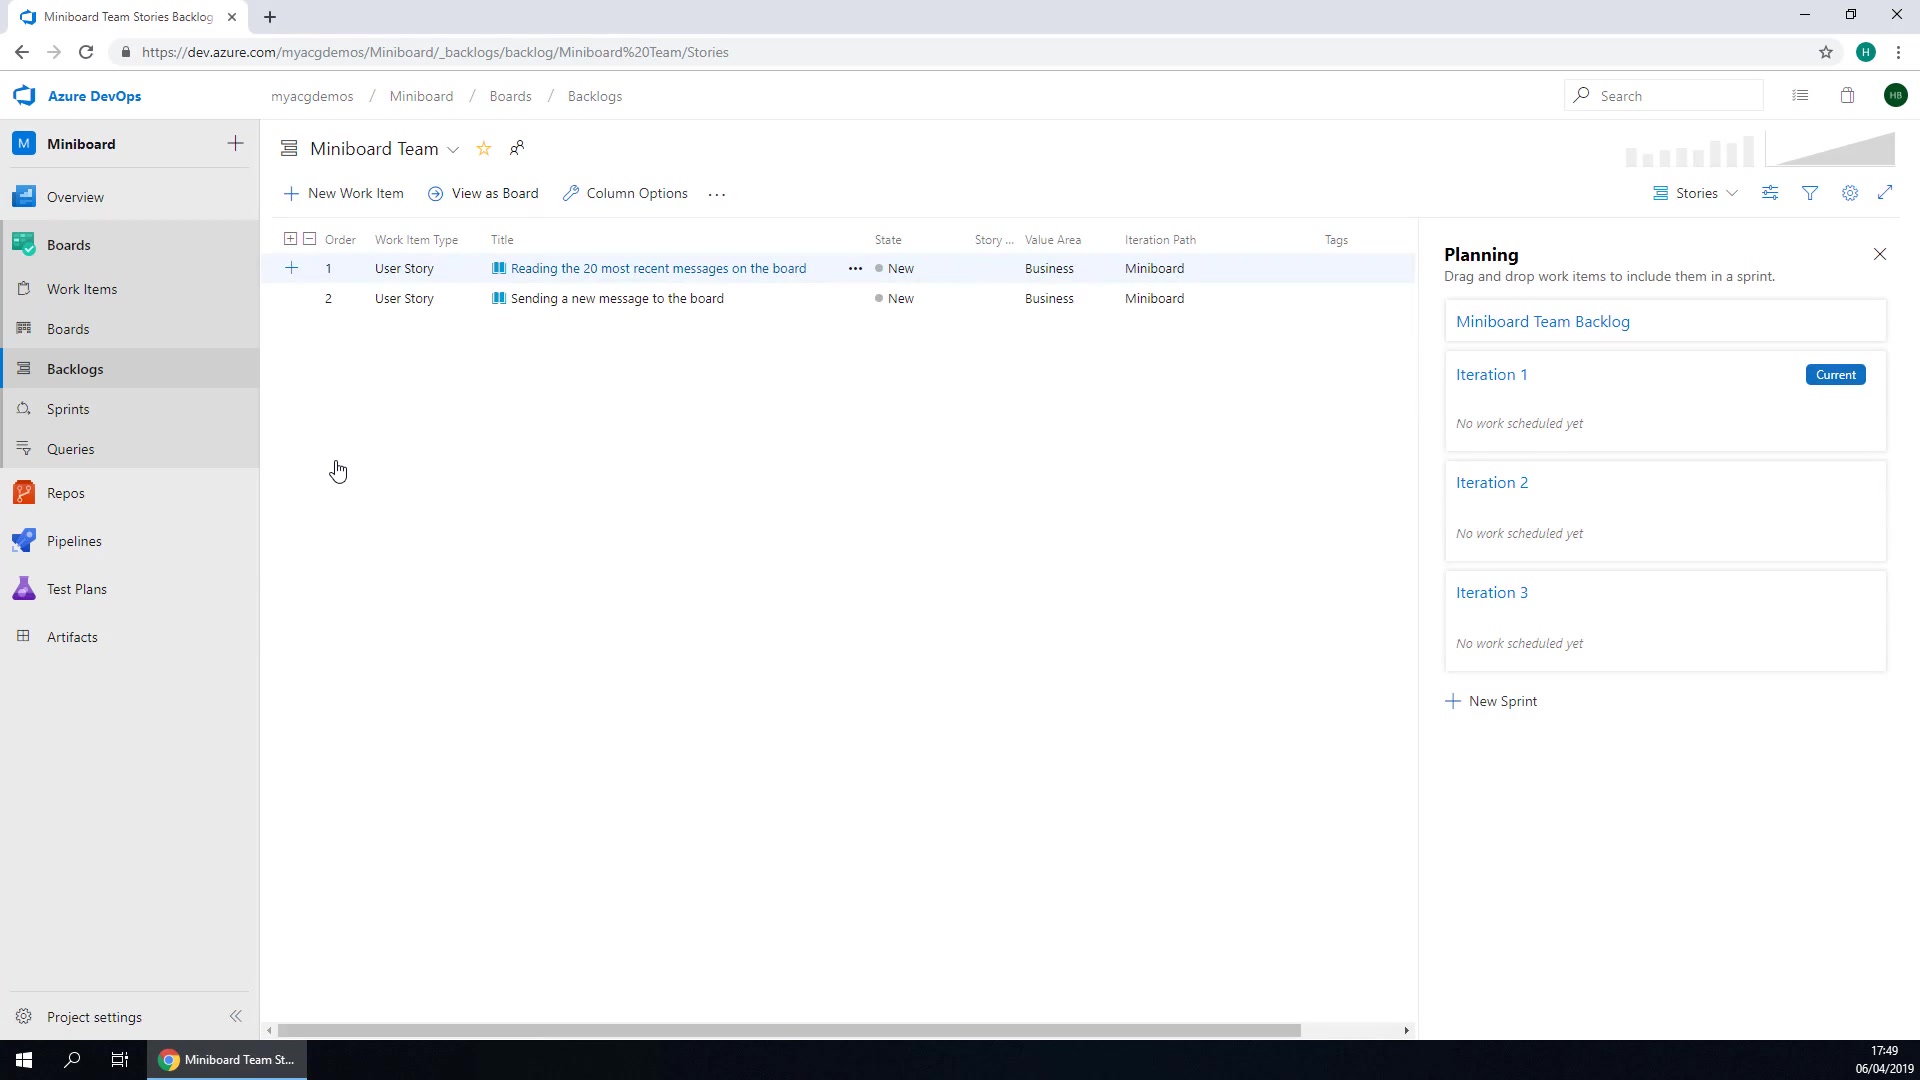 Miniboard Team Stories Backlog
https://dev.azure.com/myacgdemos/Miniboard/_backlogs/backlog/Miniboard%20Team/Stories
H
Azure DevOps
myacgdemos / Miniboard / Boards / Backlogs
Search
HB
M Miniboard
Overview
Boards
Work Items
Boards
Backlogs
Sprints
Queries
Repos
Pipelines
Test Plans
Artifacts
Project settings
Miniboard Team
New Work Item View as Board Column Options ...
Stories
Order Work Item Type Title State Story ... Value Area Iteration Path Tags
1 User Story Reading the 20 most recent messages on the board ... New Business Miniboard
2 User Story Sending a new message to the board New Business Miniboard
Planning
Drag and drop work items to include them in a sprint.
Miniboard Team Backlog
Iteration 1 Current
No work scheduled yet
Iteration 2
No work scheduled yet
Iteration 3
No work scheduled yet
New Sprint
Miniboard Team St...
17:49
06/04/2019